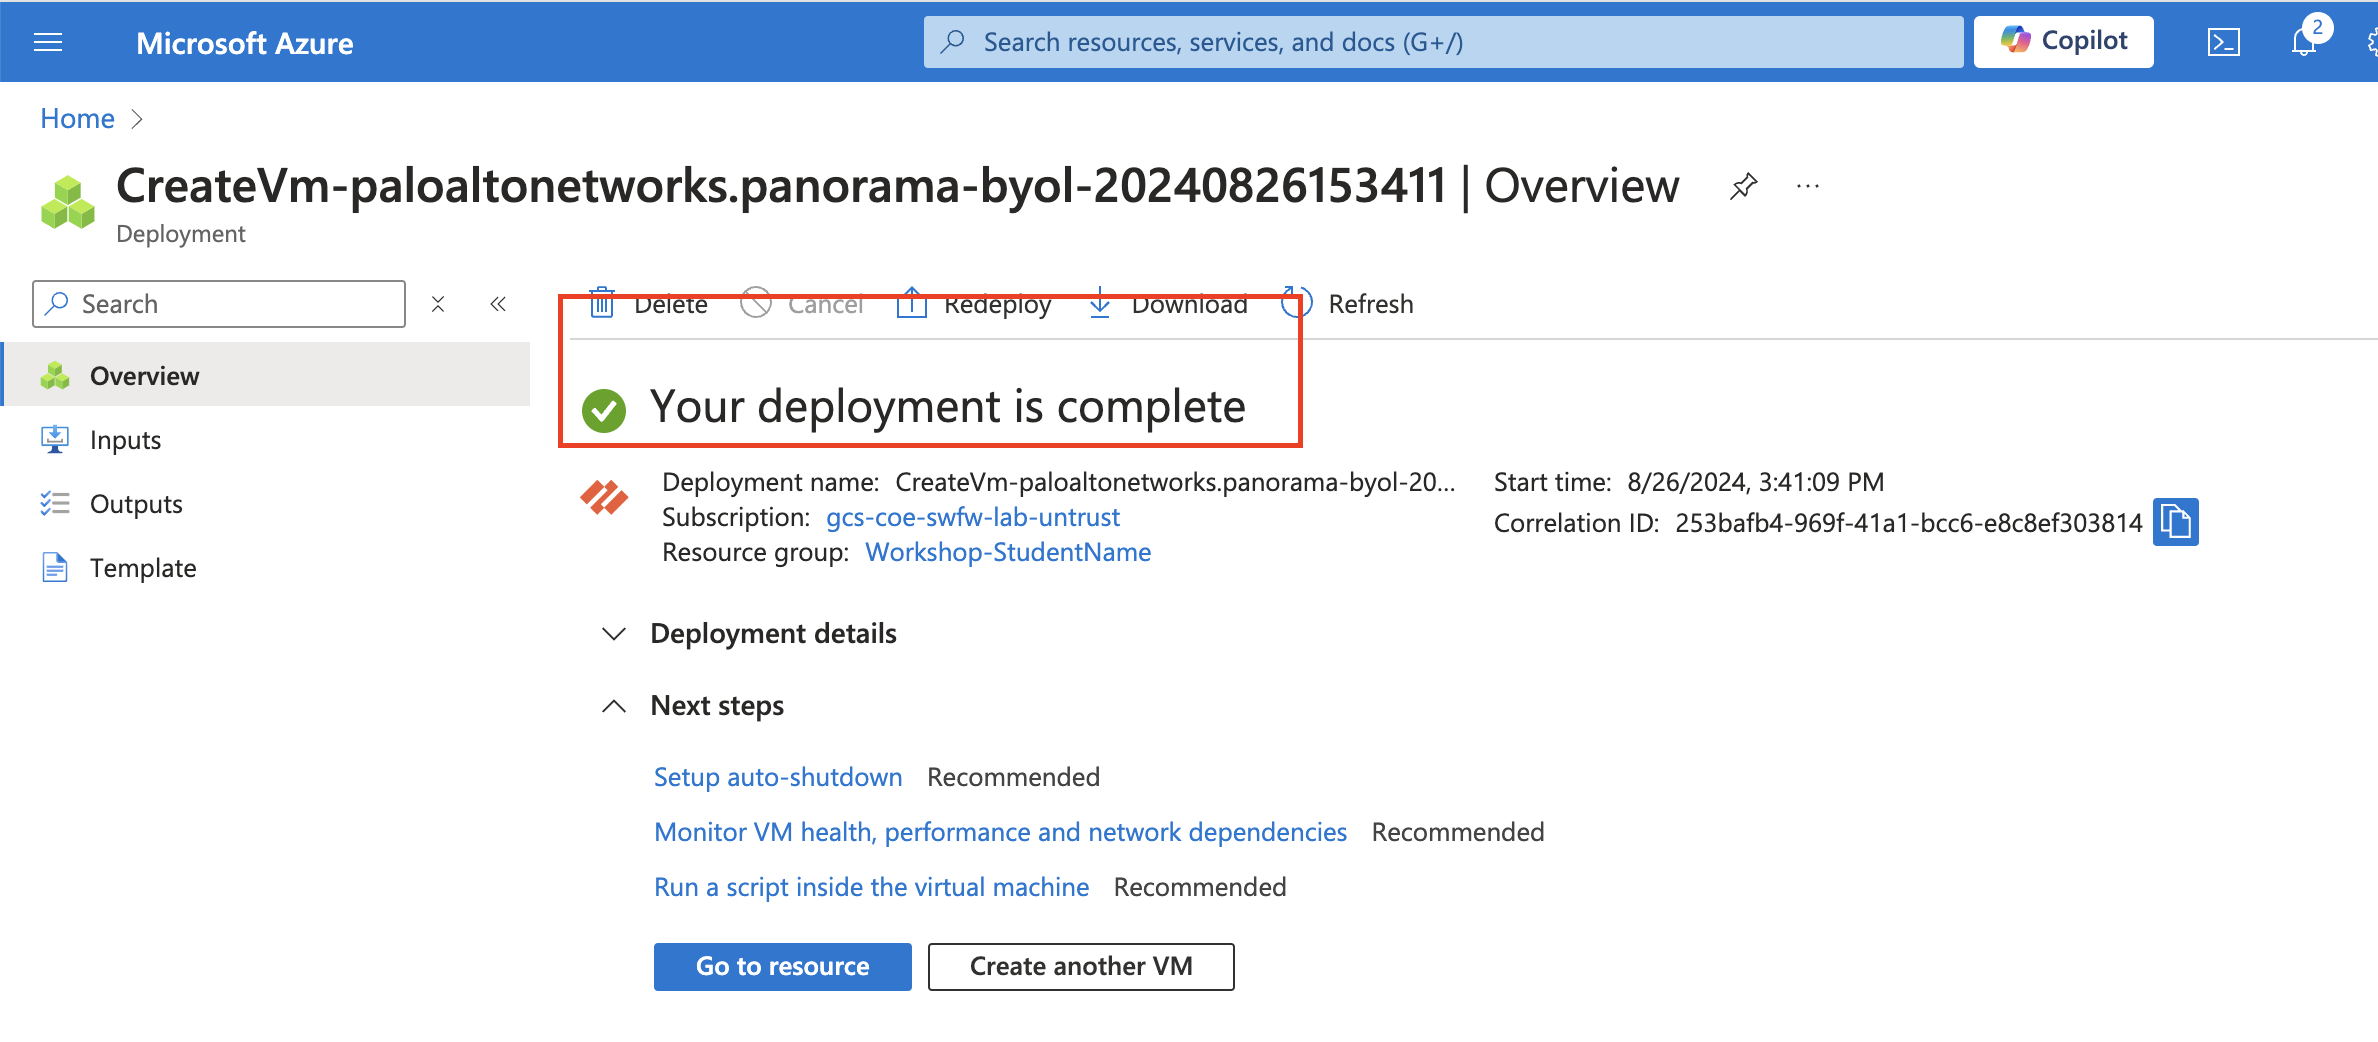 Microsoft Azure
Search resources, services, and docs (G+/)
Copilot
2
Home
CreateVm-paloaltonetworks.panorama-byol-20240826153411 | Overview
Deployment
Search
Delete
Cancel
Redeploy
Download
Refresh
Overview
Inputs
Outputs
Template
Your deployment is complete
Deployment name: CreateVm-paloaltonetworks.panorama-byol-20...
Subscription: gcs-coe-swfw-lab-untrust
Resource group: Workshop-StudentName
Start time: 8/26/2024, 3:41:09 PM
Correlation ID: 253bafb4-969f-41a1-bcc6-e8c8ef303814
Deployment details
Next steps
Setup auto-shutdown Recommended
Monitor VM health, performance and network dependencies Recommended
Run a script inside the virtual machine Recommended
Go to resource
Create another VM